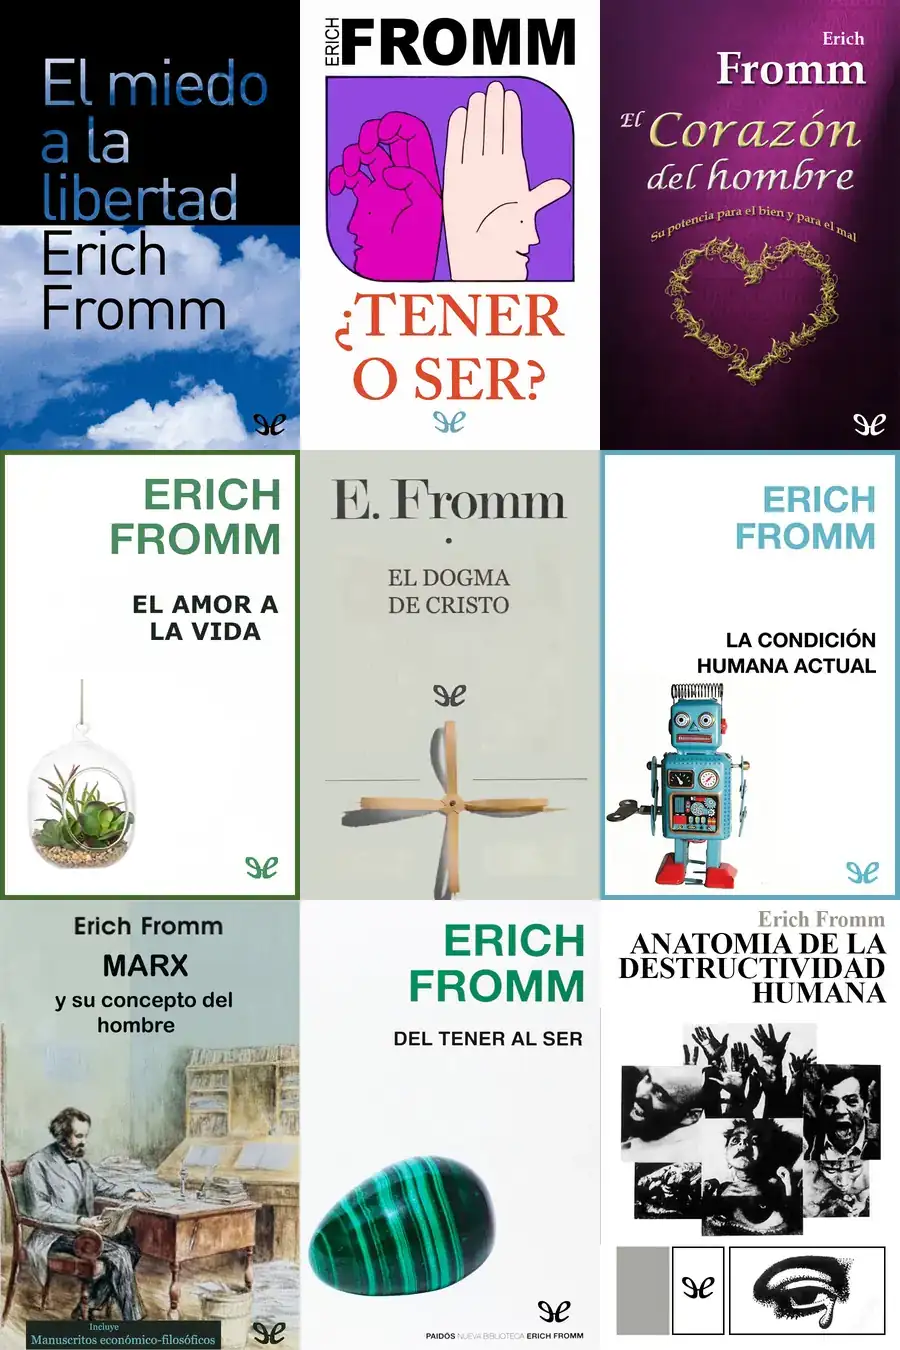 El miedo
a la
libertad
Erich
Fromm
ERICH
FROMM
¿TENER
O SER?
Erich
Fromm
El Corazón
del hombre
Su potencia para el bien y para el mal
ERICH
FROMM
EL AMOR A
LA VIDA
E. Fromm
EL DOGMA
DE CRISTO
ERICH
FROMM
LA CONDICIÓN
HUMANA ACTUAL
Erich Fromm
MARX
y su concepto del
hombre
Incluye
Manuscritos económico-filosóficos
ERICH
FROMM
DEL TENER AL SER
PAIDÓS NUEVA BIBLIOTECA ERICH FROMM
Erich Fromm
ANATOMIA DE LA
DESTRUCTIVIDAD
HUMANA